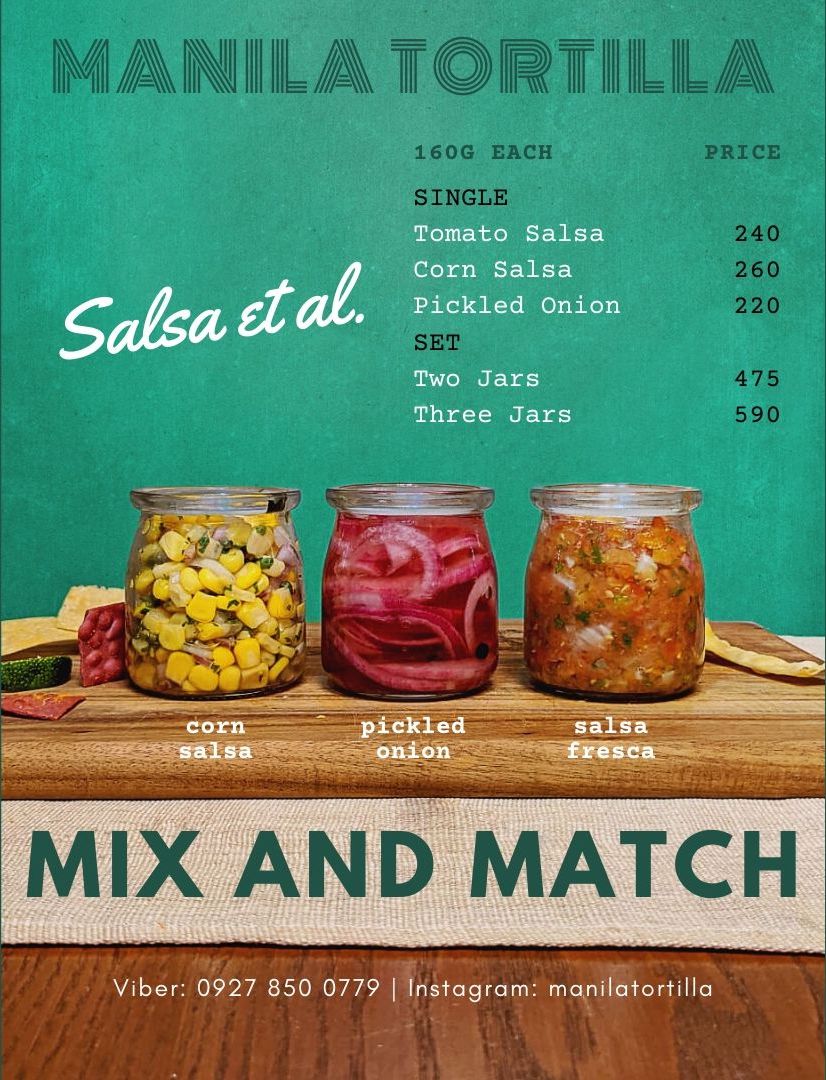 MANILA TORTILLA
160G EACH PRICE
SINGLE
Tomato Salsa 240
Corn Salsa 260
Pickled Onion 220
SET
Two Jars 475
Three Jars 590
Salsa et al.
corn
salsa
pickled
onion
salsa
fresca
MIX AND MATCH
Viber: 0927 850 0779 | Instagram: manilatortilla